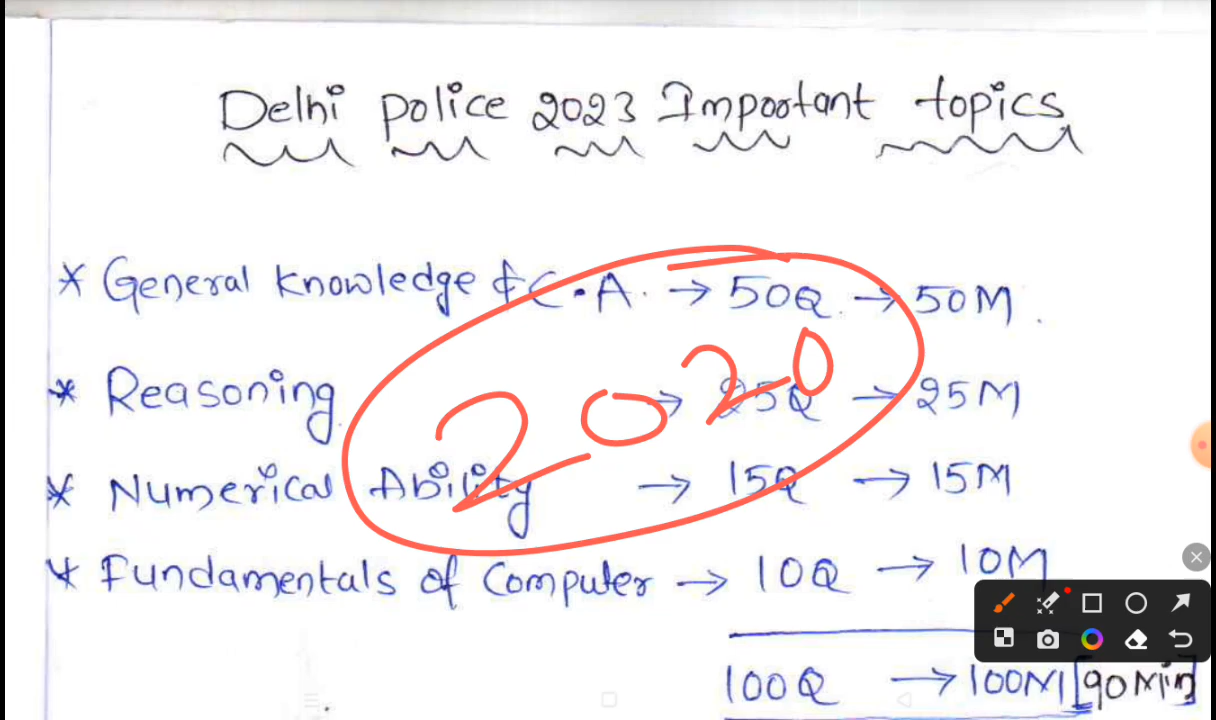 Delhi police 2023 Important topics
* General knowledge & C.A. → 50Q. → 50M.
* Reasoning → 25Q → 25M
* Numerical Ability → 15Q → 15M
* Fundamentals of Computer → 10Q → 10M
100Q → 100M [90Min]
2020